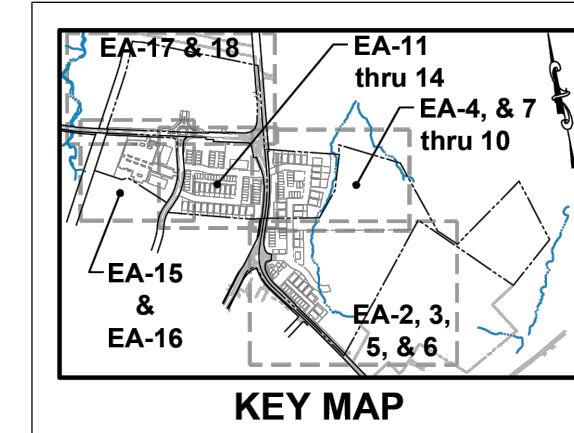 EA-17 & 18
EA-11
thru 14
EA-4, & 7
thru 10
EA-15
&
EA-16
EA-2, 3,
5, & 6
KEY MAP